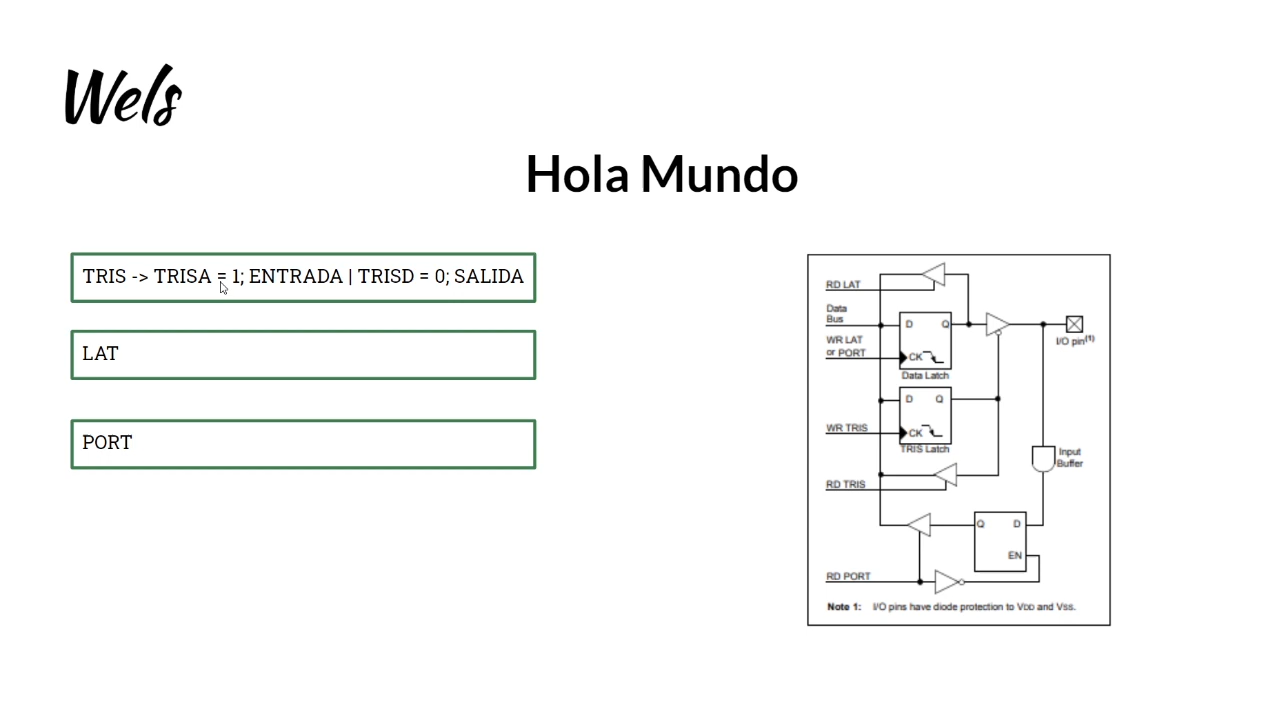 Wels
Hola Mundo
TRIS -> TRISA = 1; ENTRADA | TRISD = 0; SALIDA
LAT
PORT
RD LAT
Data
Bus
D Q
I/O pin(1)
WR LAT
or PORT
CK
Data Latch
D Q
WR TRIS
CK
TRIS Latch
Input
Buffer
RD TRIS
Q D
EN
RD PORT
Note 1: I/O pins have diode protection to VDD and VSS.